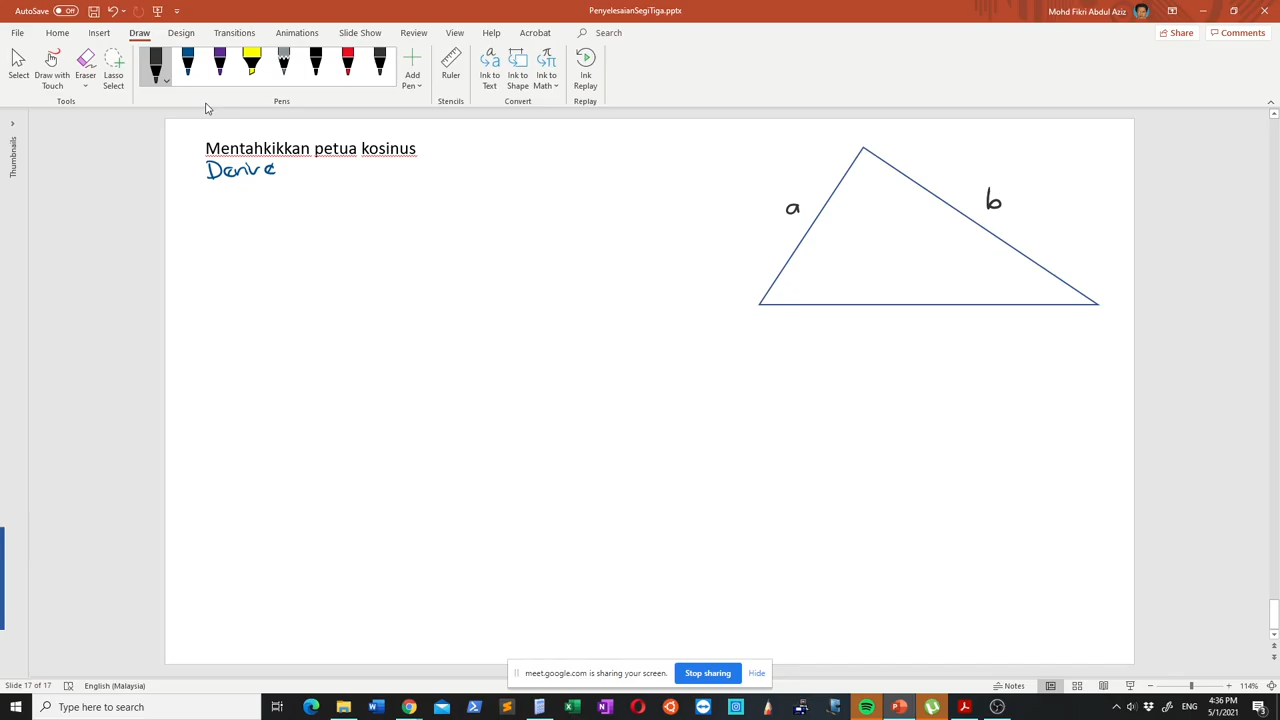 AutoSave
Off
PenyelesaianSegiTiga.pptx
Mohd Fikri Abdul Aziz
File Home Insert Draw Design Transitions Animations Slide Show Review View Help Acrobat Search
Share Comments
Select
Draw with Touch
Eraser
Lasso Select
Add Pen
Ruler
Ink to Text
Ink to Shape
Ink to Math
Ink Replay
Tools
Pens
Stencils
Convert
Replay
Thumbnails
Mentahkikkan petua kosinus
Derive
a
b
meet.google.com is sharing your screen.
Stop sharing
Hide
Slide 17 of 17
English (Malaysia)
Notes
114%
Type here to search
4:36 PM
5/1/2021